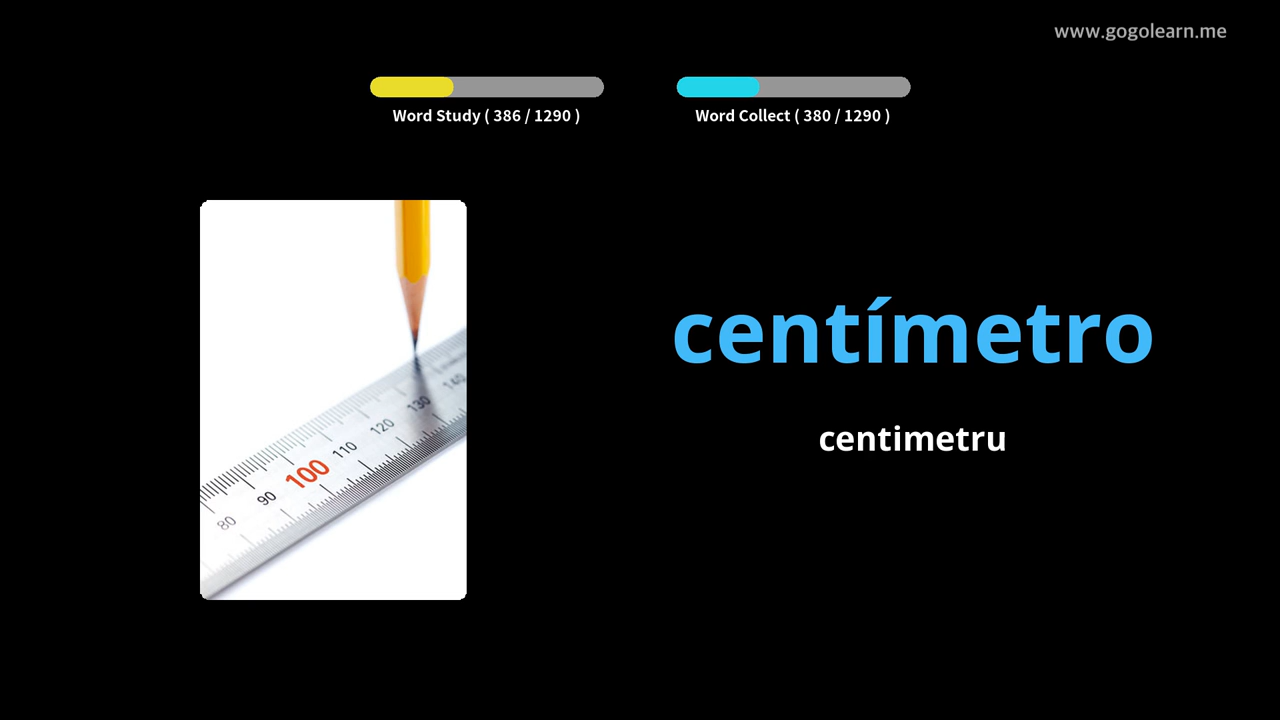 www.gogolearn.me
Word Study ( 386 / 1290 )
Word Collect ( 380 / 1290 )
centímetro
centimetru
80
90
100
110
120
130
140